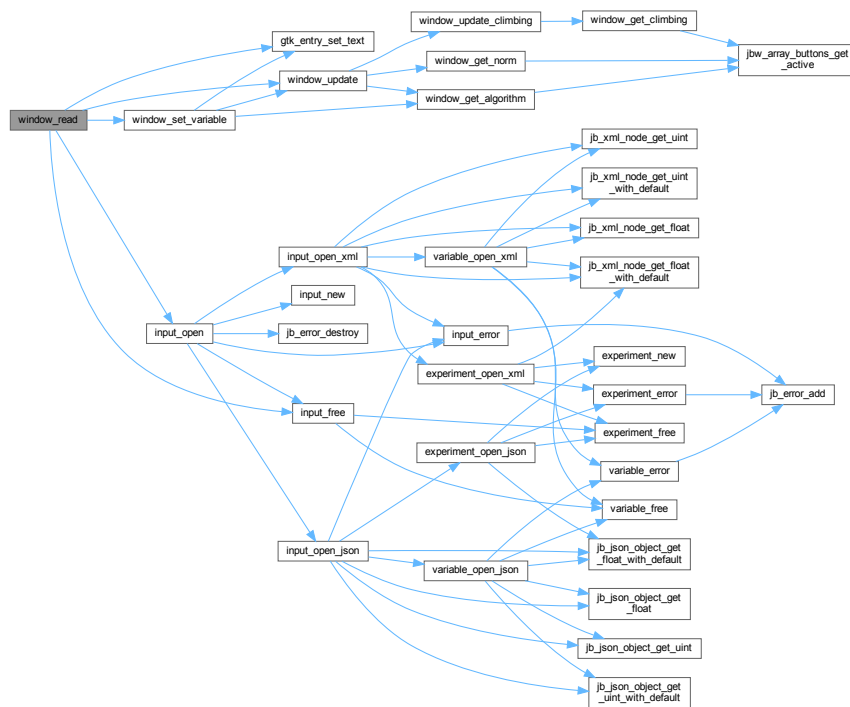 window_get_climbing
window_update_climbing
gtk_entry_set_text
jbw_array_buttons_get
_active
window_get_norm
window_update
window_get_algorithm
window_read
window_set_variable
jb_xml_node_get_uint
jb_xml_node_get_uint
_with_default
jb_xml_node_get_float
input_open_xml
variable_open_xml
jb_xml_node_get_float
_with_default
input_new
input_open
jb_error_destroy
input_error
experiment_new
experiment_open_xml
experiment_error
jb_error_add
input_free
experiment_free
experiment_open_json
variable_error
variable_free
input_open_json
jb_json_object_get
_float_with_default
variable_open_json
jb_json_object_get
_float
jb_json_object_get_uint
jb_json_object_get
_uint_with_default